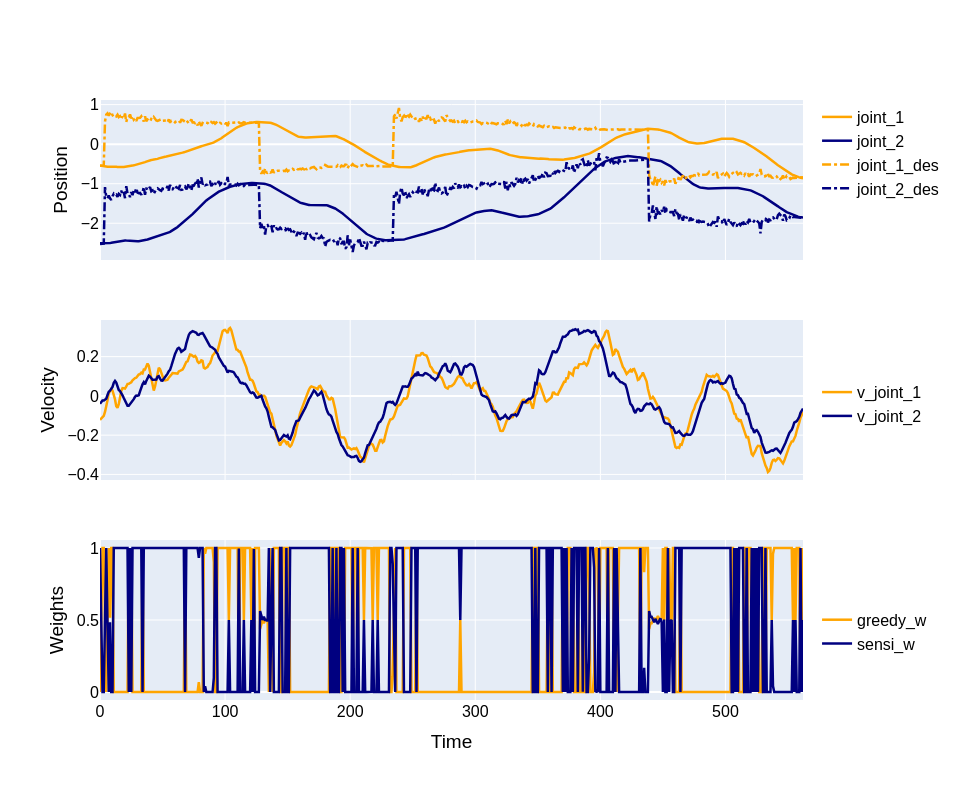 Position
1
0
−1
−2
joint_1
joint_2
joint_1_des
joint_2_des
Velocity
0.2
0
−0.2
−0.4
v_joint_1
v_joint_2
Weights
1
0.5
0
greedy_w
sensi_w
0 100 200 300 400 500
Time